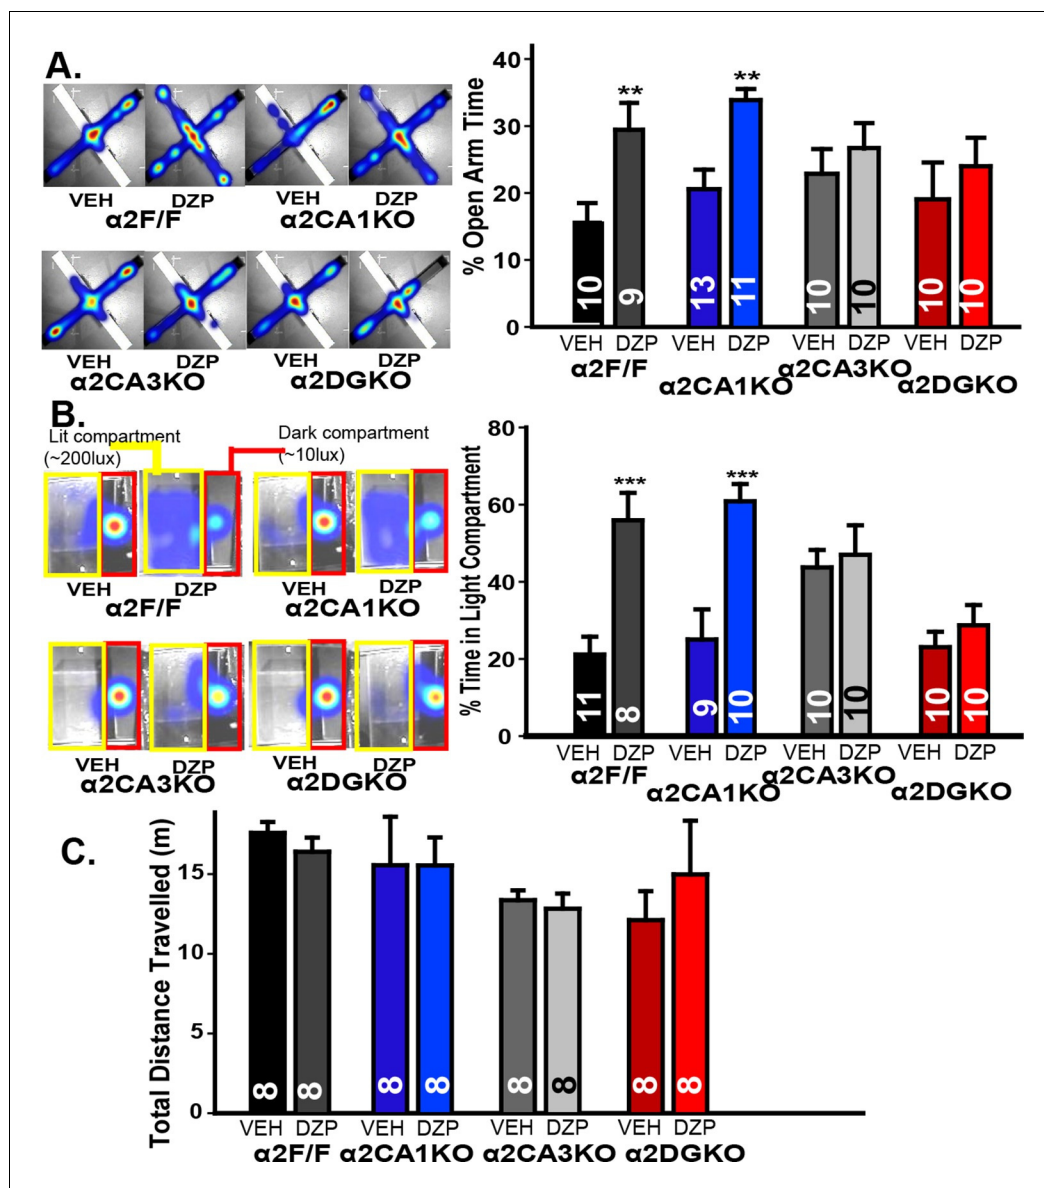 A.
VEH DZP VEH DZP
α2F/F α2CA1KO
VEH DZP VEH DZP
α2CA3KO α2DGKO
% Open Arm Time
40
30
20
10
0
** **
10 9 13 11 10 10 10 10
VEH DZP VEH DZP VEH DZP VEH DZP
α2F/F α2CA1KO α2CA3KO α2DGKO
B.
Lit compartment
(~200lux)
Dark compartment
(~10lux)
VEH DZP VEH DZP
α2F/F α2CA1KO
VEH DZP VEH DZP
α2CA3KO α2DGKO
% Time in Light Compartment
80
60
40
20
0
*** ***
11 8 9 10 10 10 10 10
VEH DZP VEH DZP VEH DZP VEH DZP
α2F/F α2CA1KO α2CA3KO α2DGKO
C.
Total Distance Travelled (m)
15
10
5
0
8 8 8 8 8 8 8 8
VEH DZP VEH DZP VEH DZP VEH DZP
α2F/F α2CA1KO α2CA3KO α2DGKO